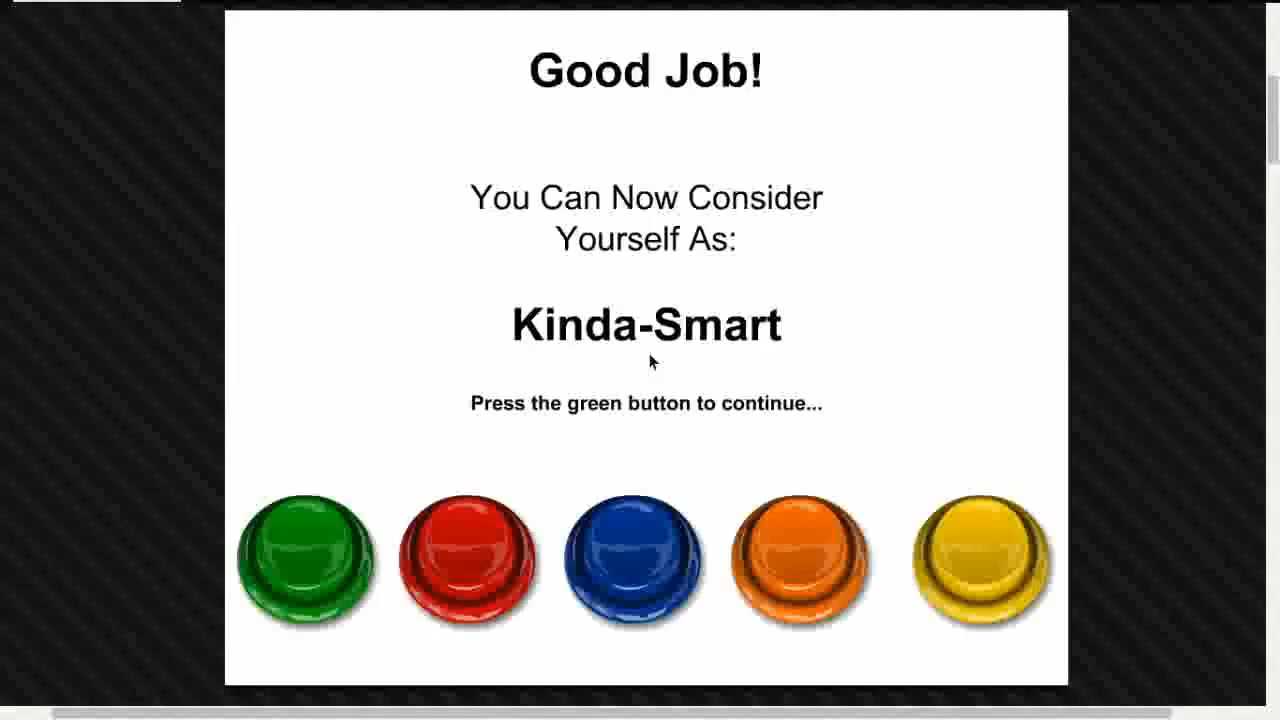 Good Job!
You Can Now Consider
Yourself As:
Kinda-Smart
Press the green button to continue...